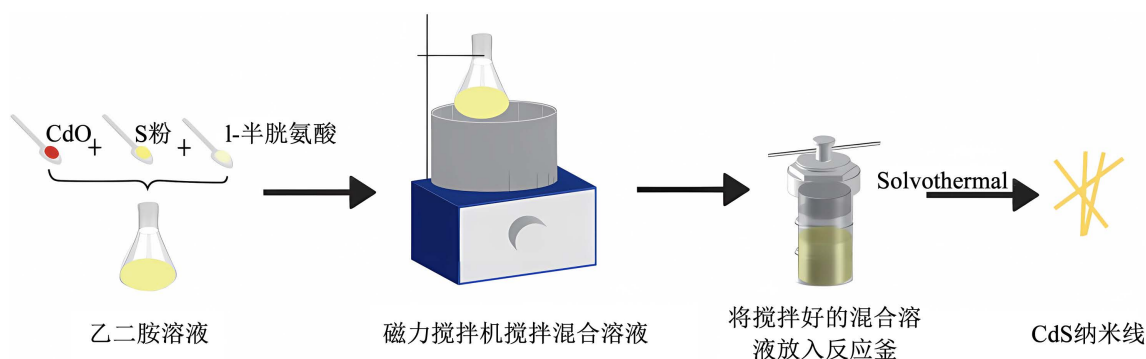 CdO
+
S粉
+
l-半胱氨酸
Solvothermal
乙二胺溶液
磁力搅拌机搅拌混合溶液
将搅拌好的混合溶
液放入反应釜
CdS纳米线